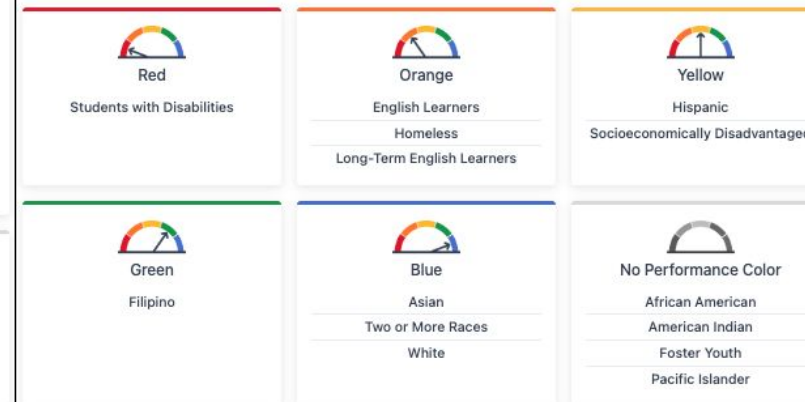 Red
Students with Disabilities
Orange
English Learners
Homeless
Long-Term English Learners
Yellow
Hispanic
Socioeconomically Disadvantaged
Green
Filipino
Blue
Asian
Two or More Races
White
No Performance Color
African American
American Indian
Foster Youth
Pacific Islander